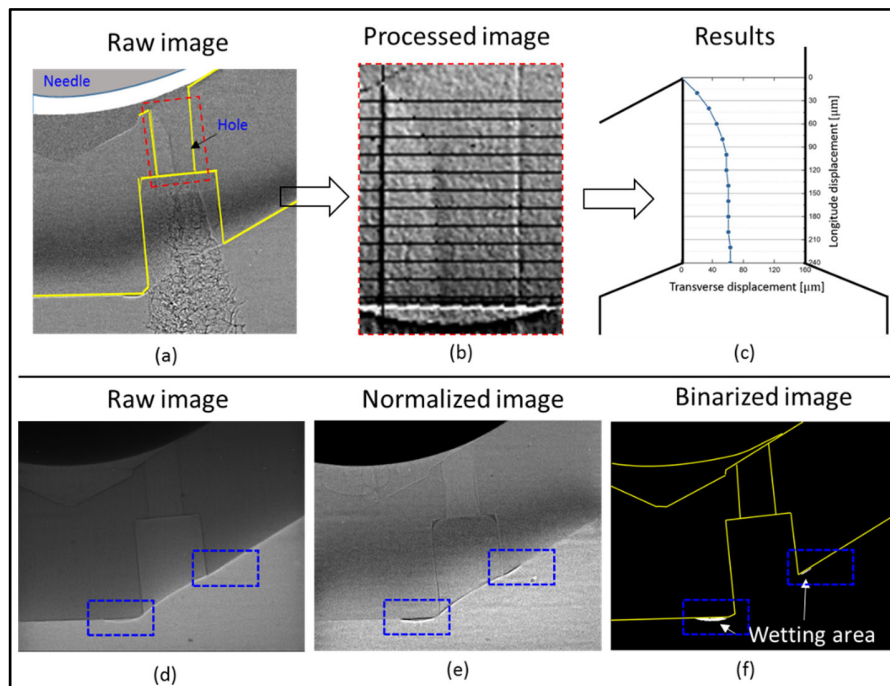 Raw image
Processed image
Results
Needle
Hole
0
30
60
90
120
150
180
210
240
Longitude displacement [μm]
0 40 80 120 160
Transverse displacement [μm]
(a)
(b)
(c)
Raw image
Normalized image
Binarized image
Wetting area
(d)
(e)
(f)